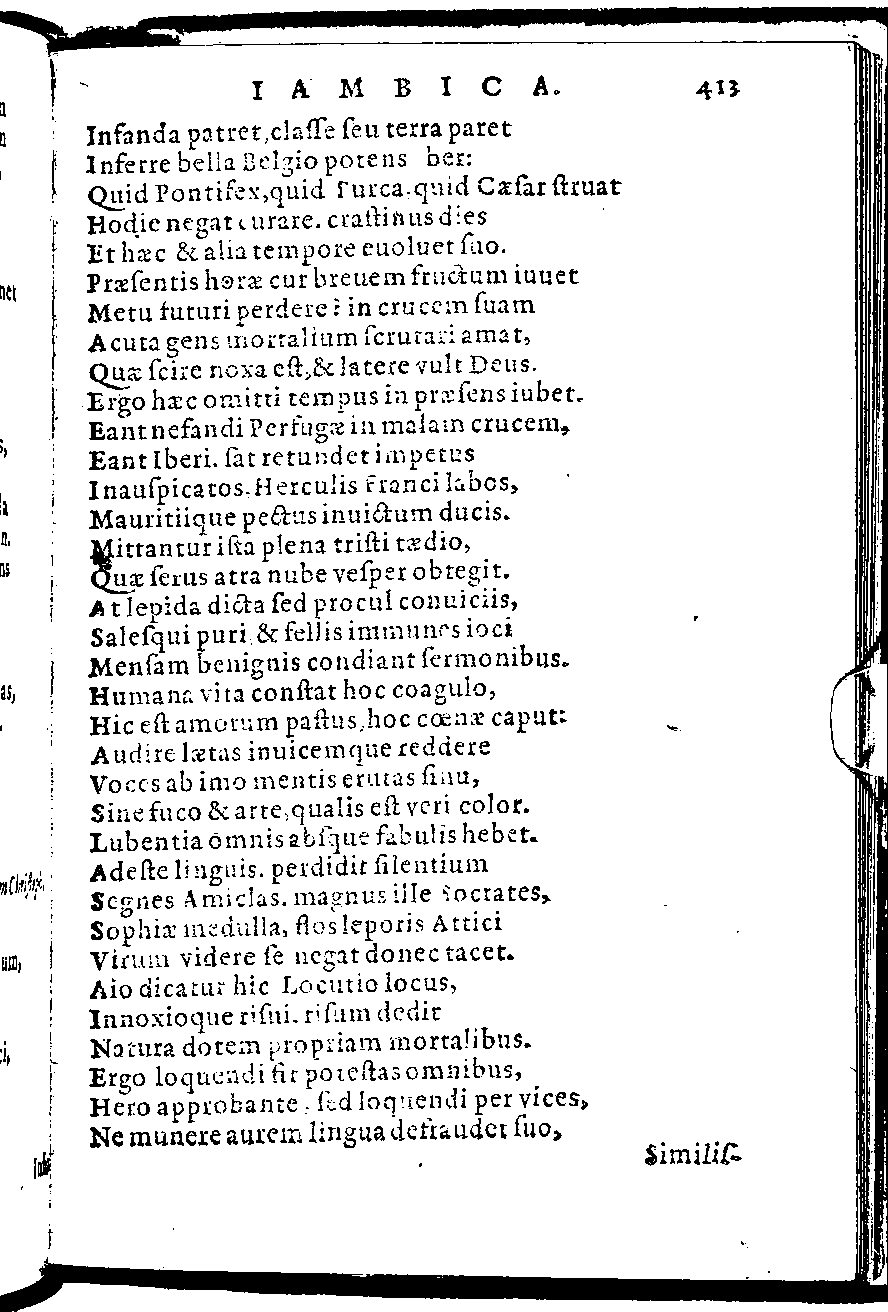 IAMBICA. 413
Infanda patret, classe seu terra paret
Inferre bella Belgio potens ber:
Quid Pontifex, quid Turca, quid Cæsar struat
Hodie negat curare. crastinus dies
Et hæc & alia tempore euoluet suo.
Præsentis horæ cur breuem fructum iuuet
Metu futuri perdere? in crucem suam
Acuta gens mortalium scrutari amat,
Quæ scire noxa est, & latere vult Deus.
Ergo hæc omitti tempus in præsens iubet.
Eant nefandi Perfugæ in malam crucem,
Eant Iberi. sat retundet impetus
Inauspicatos, Herculis Franci labos,
Mauritiique pectus inuictum ducis.
Mittantur ista plena tristi tædio,
Quæ serus atra nube vesper obtegit.
At lepida dicta sed procul conuiciis,
Salesqui puri, & fellis immunes ioci
Mensam benignis condiant sermonibus.
Humana vita constat hoc coagulo,
Hic est amorum pastus, hoc cœnæ caput:
Audire lætas inuicemque reddere
Voces ab imo mentis erutas sinu,
Sine fuco & arte, qualis est veri color.
Lubentia omnis absque fabulis hebet.
Adeste linguis. perdidit silentium
Segnes Amiclas. magnus ille Socrates,
Sophiæ medulla, flos leporis Attici
Virum videre se negat donec tacet.
Aio dicatur hic Locutio locus,
Innoxioque risui. risum dedit
Natura dotem propriam mortalibus.
Ergo loquendi sit potestas omnibus,
Hero approbante, sed loquendi per vices,
Ne munere aurem lingua defraudet suo,
Similis-